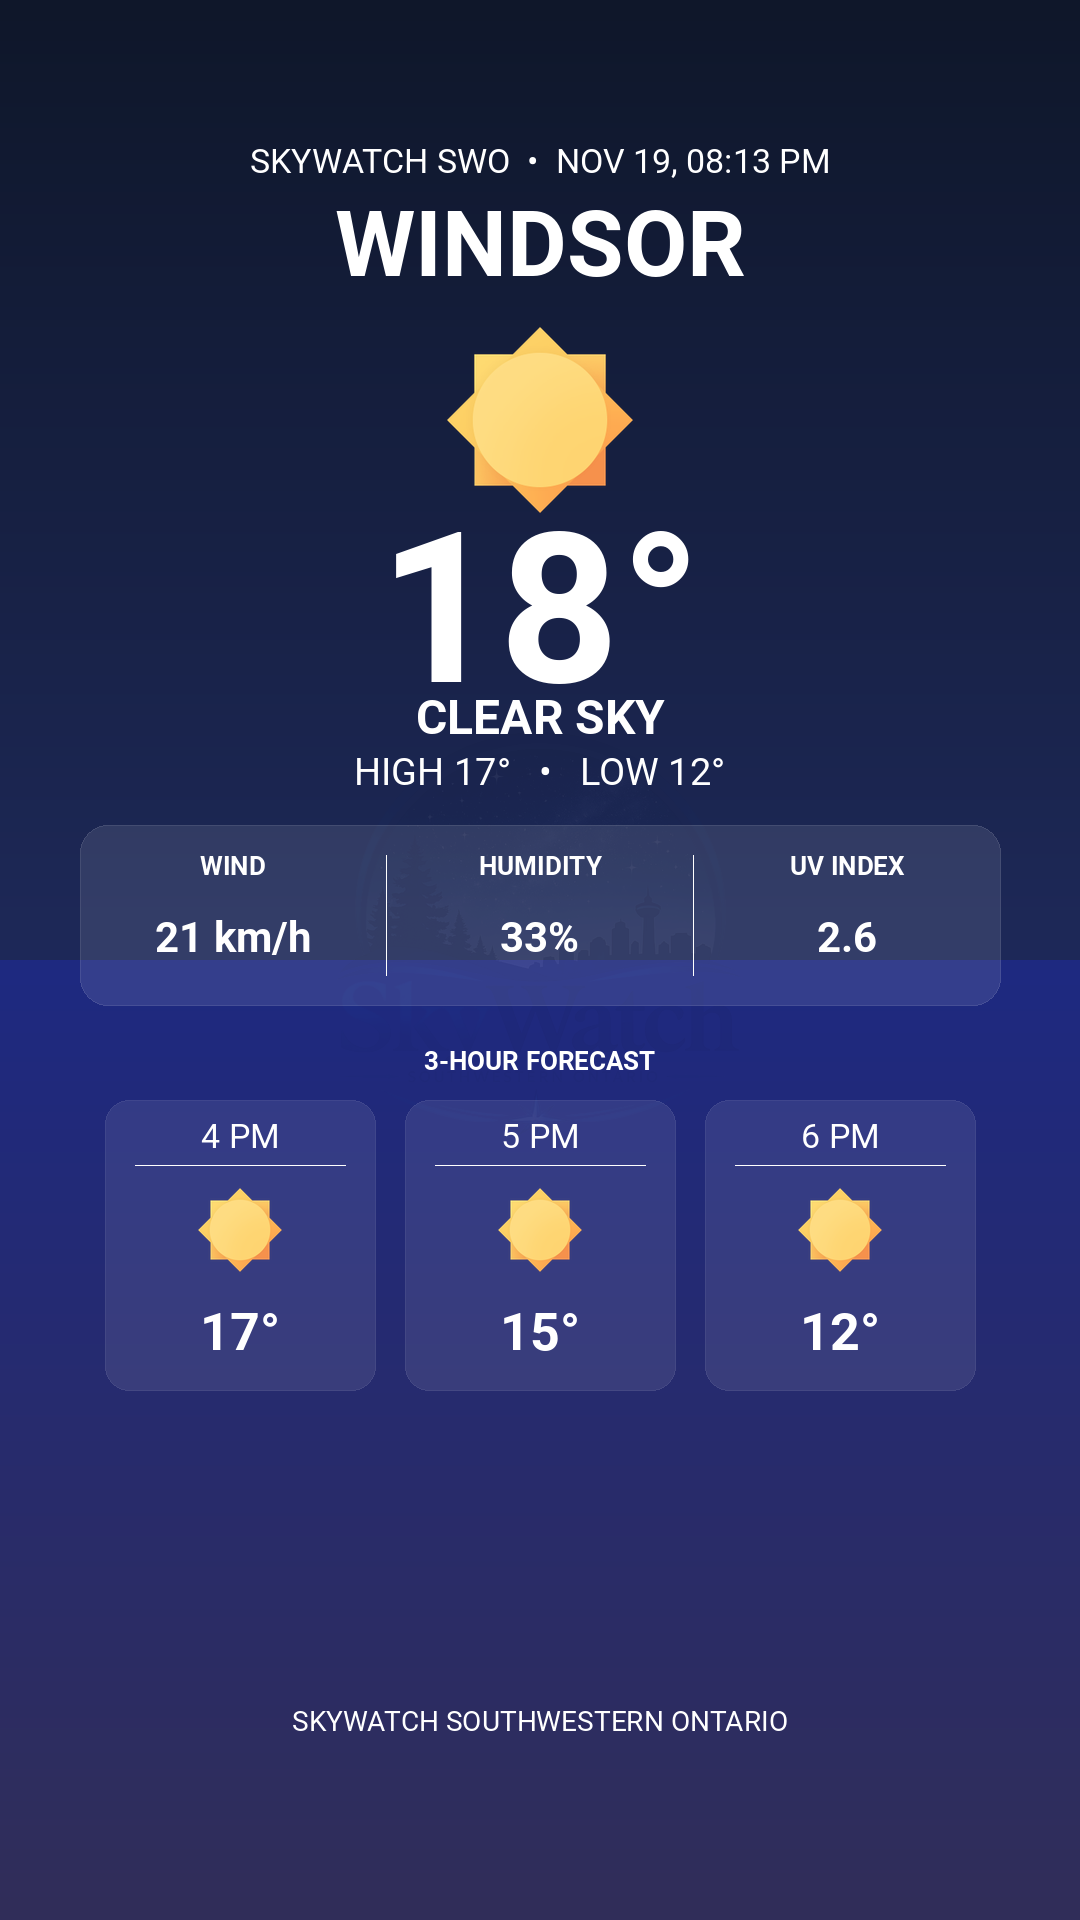 SKYWATCH SWO • NOV 19, 08:13 PM
WINDSOR
18°
CLEAR SKY
HIGH 17° • LOW 12°
WIND HUMIDITY UV INDEX
21 km/h 33% 2.6
SkyWatch
3-HOUR FORECAST
4 PM 5 PM 6 PM
17° 15° 12°
SKYWATCH SOUTHWESTERN ONTARIO